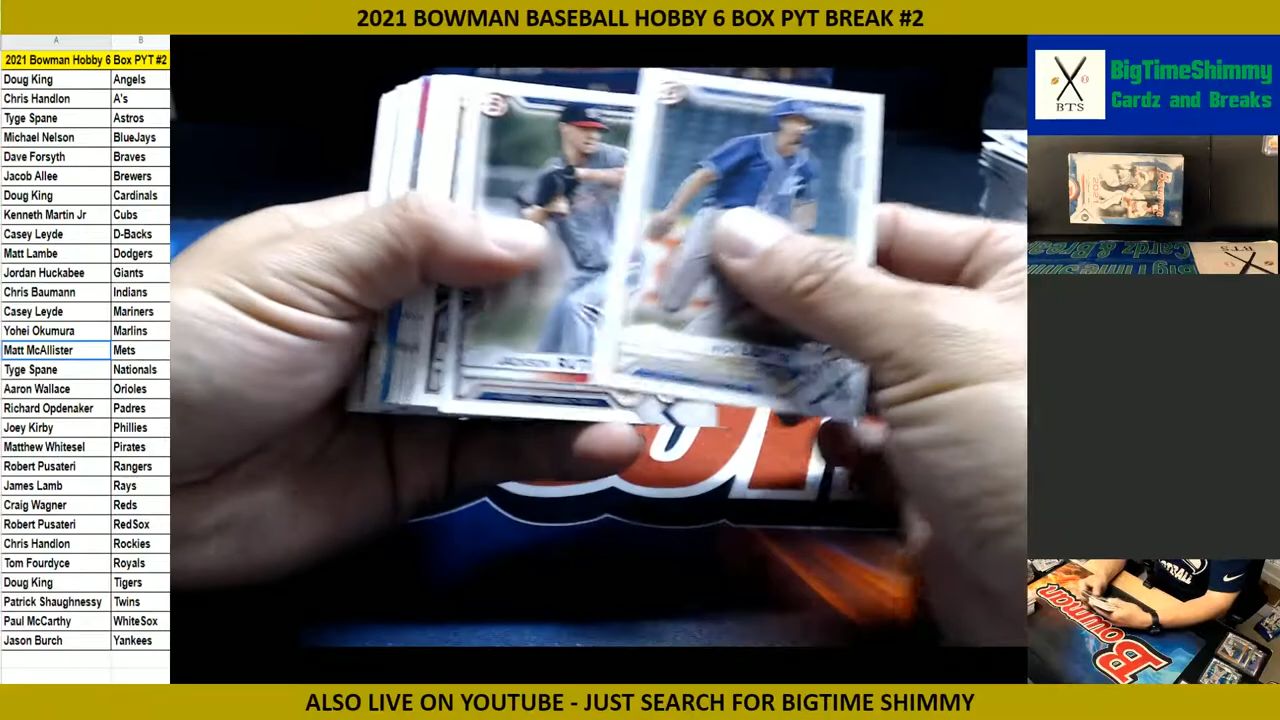 2021 BOWMAN BASEBALL HOBBY 6 BOX PYT BREAK #2
A B
2021 Bowman Hobby 6 Box PYT #2
Doug King Angels
Chris Handlon A's
Tyge Spane Astros
Michael Nelson BlueJays
Dave Forsyth Braves
Jacob Allee Brewers
Doug King Cardinals
Kenneth Martin Jr Cubs
Casey Leyde D-Backs
Matt Lambe Dodgers
Jordan Huckabee Giants
Chris Baumann Indians
Casey Leyde Mariners
Yohei Okumura Marlins
Matt McAllister Mets
Tyge Spane Nationals
Aaron Wallace Orioles
Richard Opdenaker Padres
Joey Kirby Phillies
Matthew Whitesel Pirates
Robert Pusateri Rangers
James Lamb Rays
Craig Wagner Reds
Robert Pusateri RedSox
Chris Handlon Rockies
Tom Fourdyce Royals
Doug King Tigers
Patrick Shaughnessy Twins
Paul McCarthy WhiteSox
Jason Burch Yankees
JACKSON
BTS
BigTimeShimmy
Cardz and Breaks
Cardz & Breaks
BTS
Bowman
ALSO LIVE ON YOUTUBE - JUST SEARCH FOR BIGTIME SHIMMY